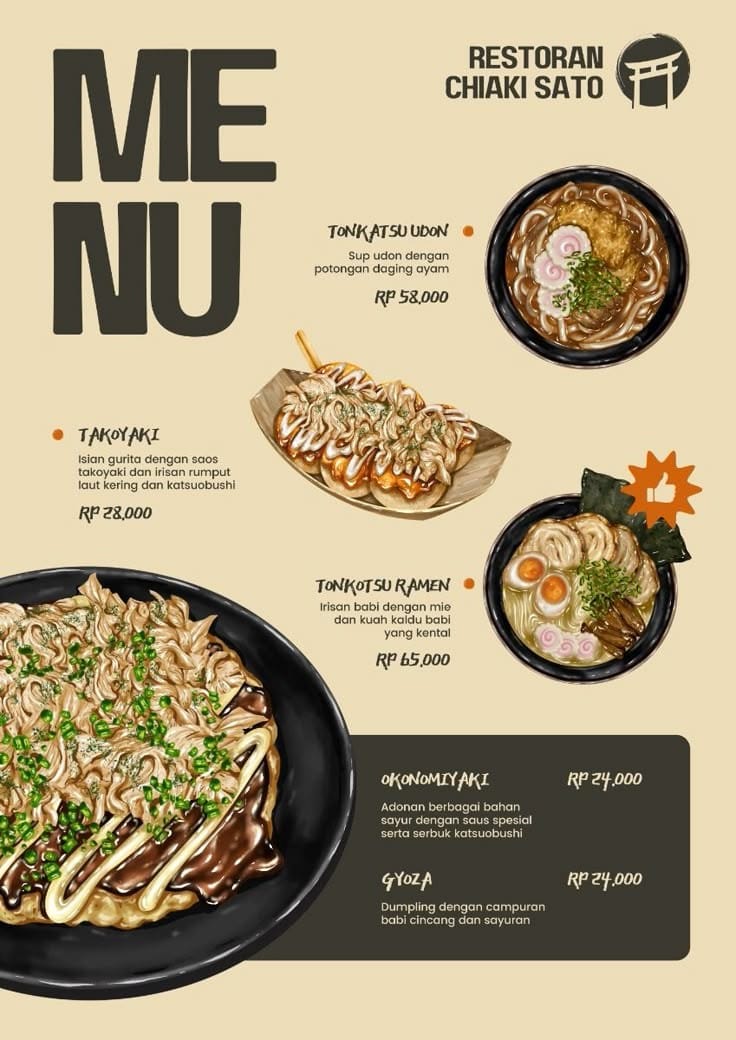 ME
NU
RESTORAN
CHIAKI SATO
TONKATSU UDON
Sup udon dengan
potongan daging ayam
RP 58,000
TAKOYAKI
Isian gurita dengan saos
takoyaki dan irisan rumput
laut kering dan katsuobushi
RP 28,000
TONKOTSU RAMEN
Irisan babi dengan mie
dan kuah kaldu babi
yang kental
RP 65,000
OKONOMIYAKI
RP 24,000
Adonan berbagai bahan
sayur dengan saus spesial
serta serbuk katsuobushi
GYOZA
RP 24,000
Dumpling dengan campuran
babi cincang dan sayuran